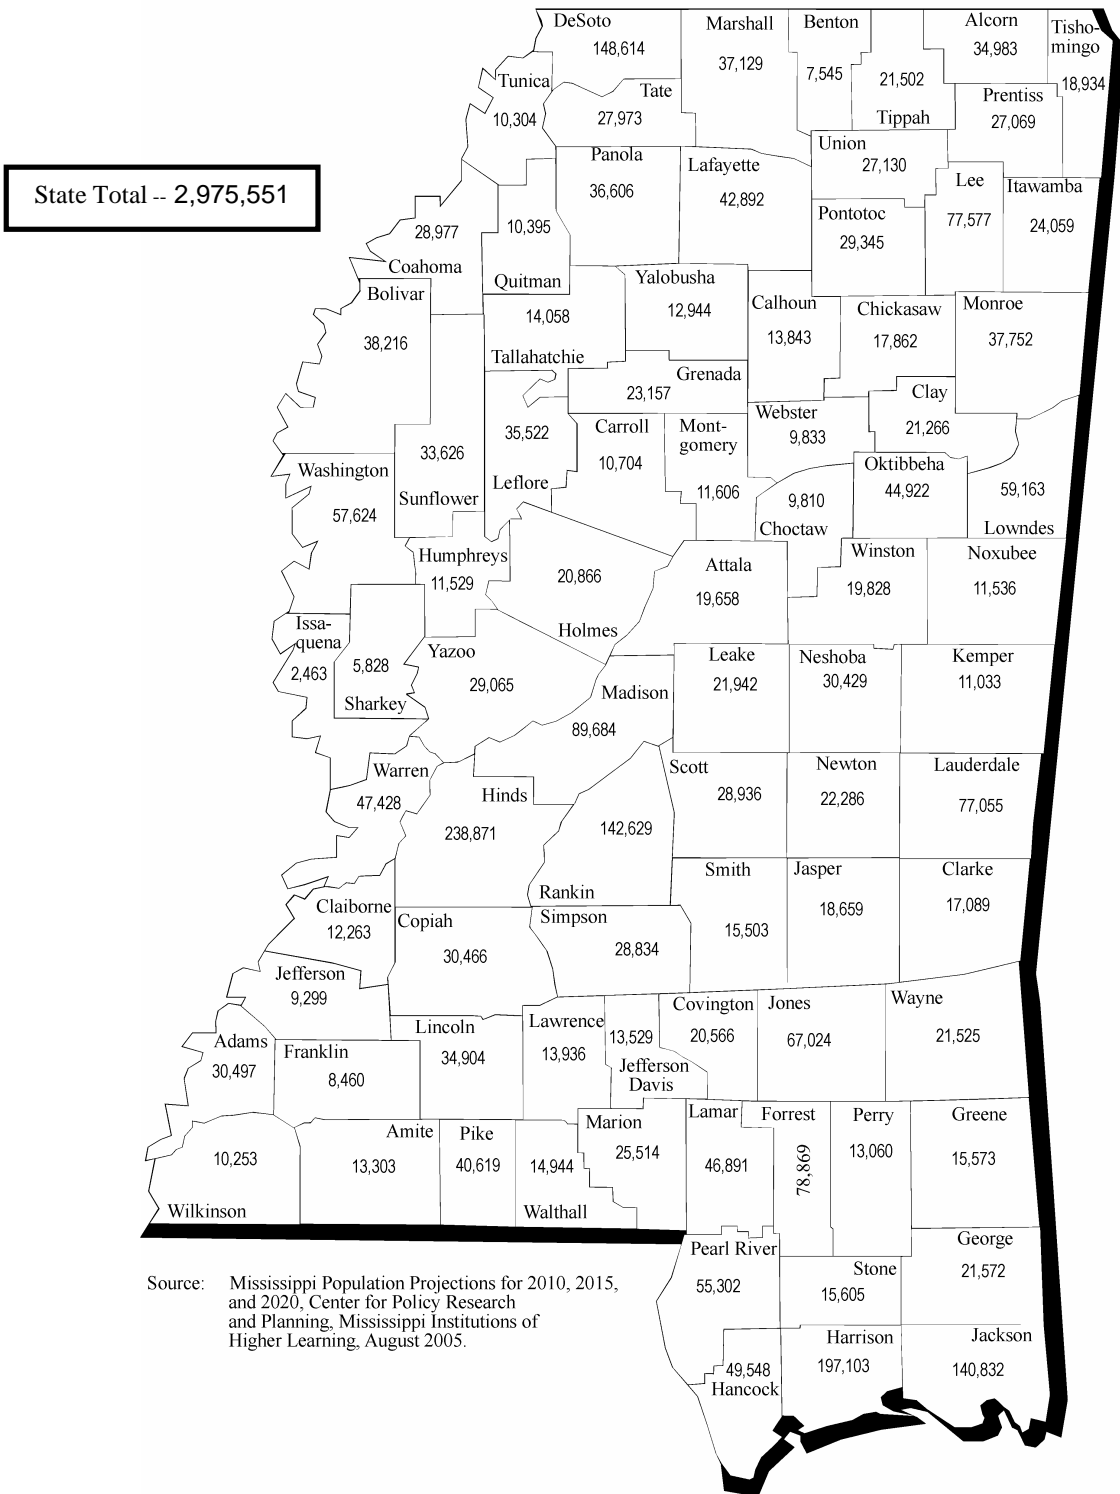 DeSoto
148,614
Marshall
37,129
Benton
7,545
21,502
Tippah
Alcorn
34,983
Tisho-
mingo
18,934
Tunica
10,304
Tate
27,973
Prentiss
27,069
Union
27,130
Panola
36,606
Lafayette
42,892
Lee
77,577
Itawamba
24,059
State Total -- 2,975,551
28,977
Coahoma
10,395
Quitman
Pontotoc
29,345
Bolivar
38,216
14,058
Tallahatchie
Yalobusha
12,944
Calhoun
13,843
Chickasaw
17,862
Monroe
37,752
Grenada
23,157
Clay
21,266
Webster
9,833
33,626
Sunflower
35,522
Leflore
Carroll
10,704
Mont-
gomery
11,606
Washington
57,624
9,810
Choctaw
Oktibbeha
44,922
59,163
Lowndes
Humphreys
11,529
20,866
Holmes
Attala
19,658
Winston
19,828
Noxubee
11,536
Issa-
quena
2,463
5,828
Sharkey
Yazoo
29,065
Madison
89,684
Leake
21,942
Neshoba
30,429
Kemper
11,033
Warren
47,428
Hinds
238,871
142,629
Rankin
Scott
28,936
Newton
22,286
Lauderdale
77,055
Smith
15,503
Jasper
18,659
Clarke
17,089
Claiborne
12,263
Copiah
30,466
Simpson
28,834
Jefferson
9,299
Adams
30,497
Franklin
8,460
Lincoln
34,904
Lawrence
13,936
13,529
Jefferson
Davis
Covington
20,566
Jones
67,024
Wayne
21,525
10,253
Wilkinson
Amite
13,303
Pike
40,619
14,944
Walthall
Marion
25,514
Lamar
46,891
Forrest
78,869
Perry
13,060
Greene
15,573
Pearl River
55,302
Stone
15,605
George
21,572
49,548
Hancock
Harrison
197,103
Jackson
140,832
Source: Mississippi Population Projections for 2010, 2015,
and 2020, Center for Policy Research
and Planning, Mississippi Institutions of
Higher Learning, August 2005.